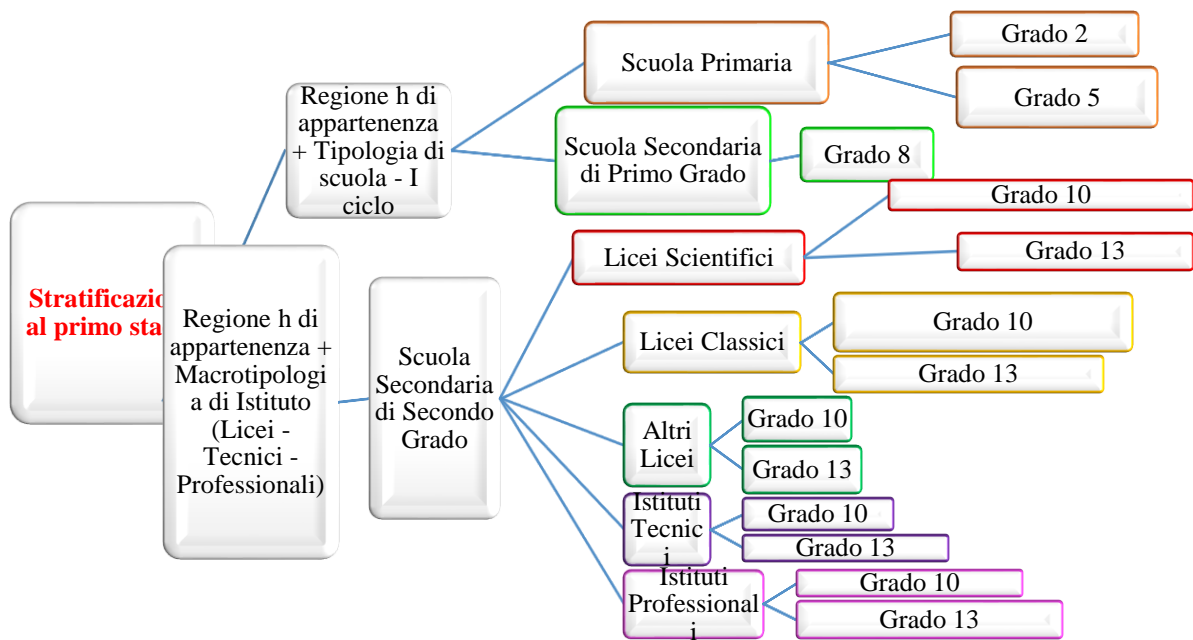 Stratificazio
al primo sta
Regione h di
appartenenza
+ Tipologia di
scuola - I
ciclo
Scuola Primaria
Grado 2
Grado 5
Scuola Secondaria
di Primo Grado
Grado 8
Regione h di
appartenenza +
Macrotipologi
a di Istituto
(Licei -
Tecnici -
Professionali)
Scuola
Secondaria
di Secondo
Grado
Licei Scientifici
Grado 10
Grado 13
Licei Classici
Grado 10
Grado 13
Altri
Licei
Grado 10
Grado 13
Istituti
Tecnic
i
Grado 10
Grado 13
Istituti
Professional
i
Grado 10
Grado 13